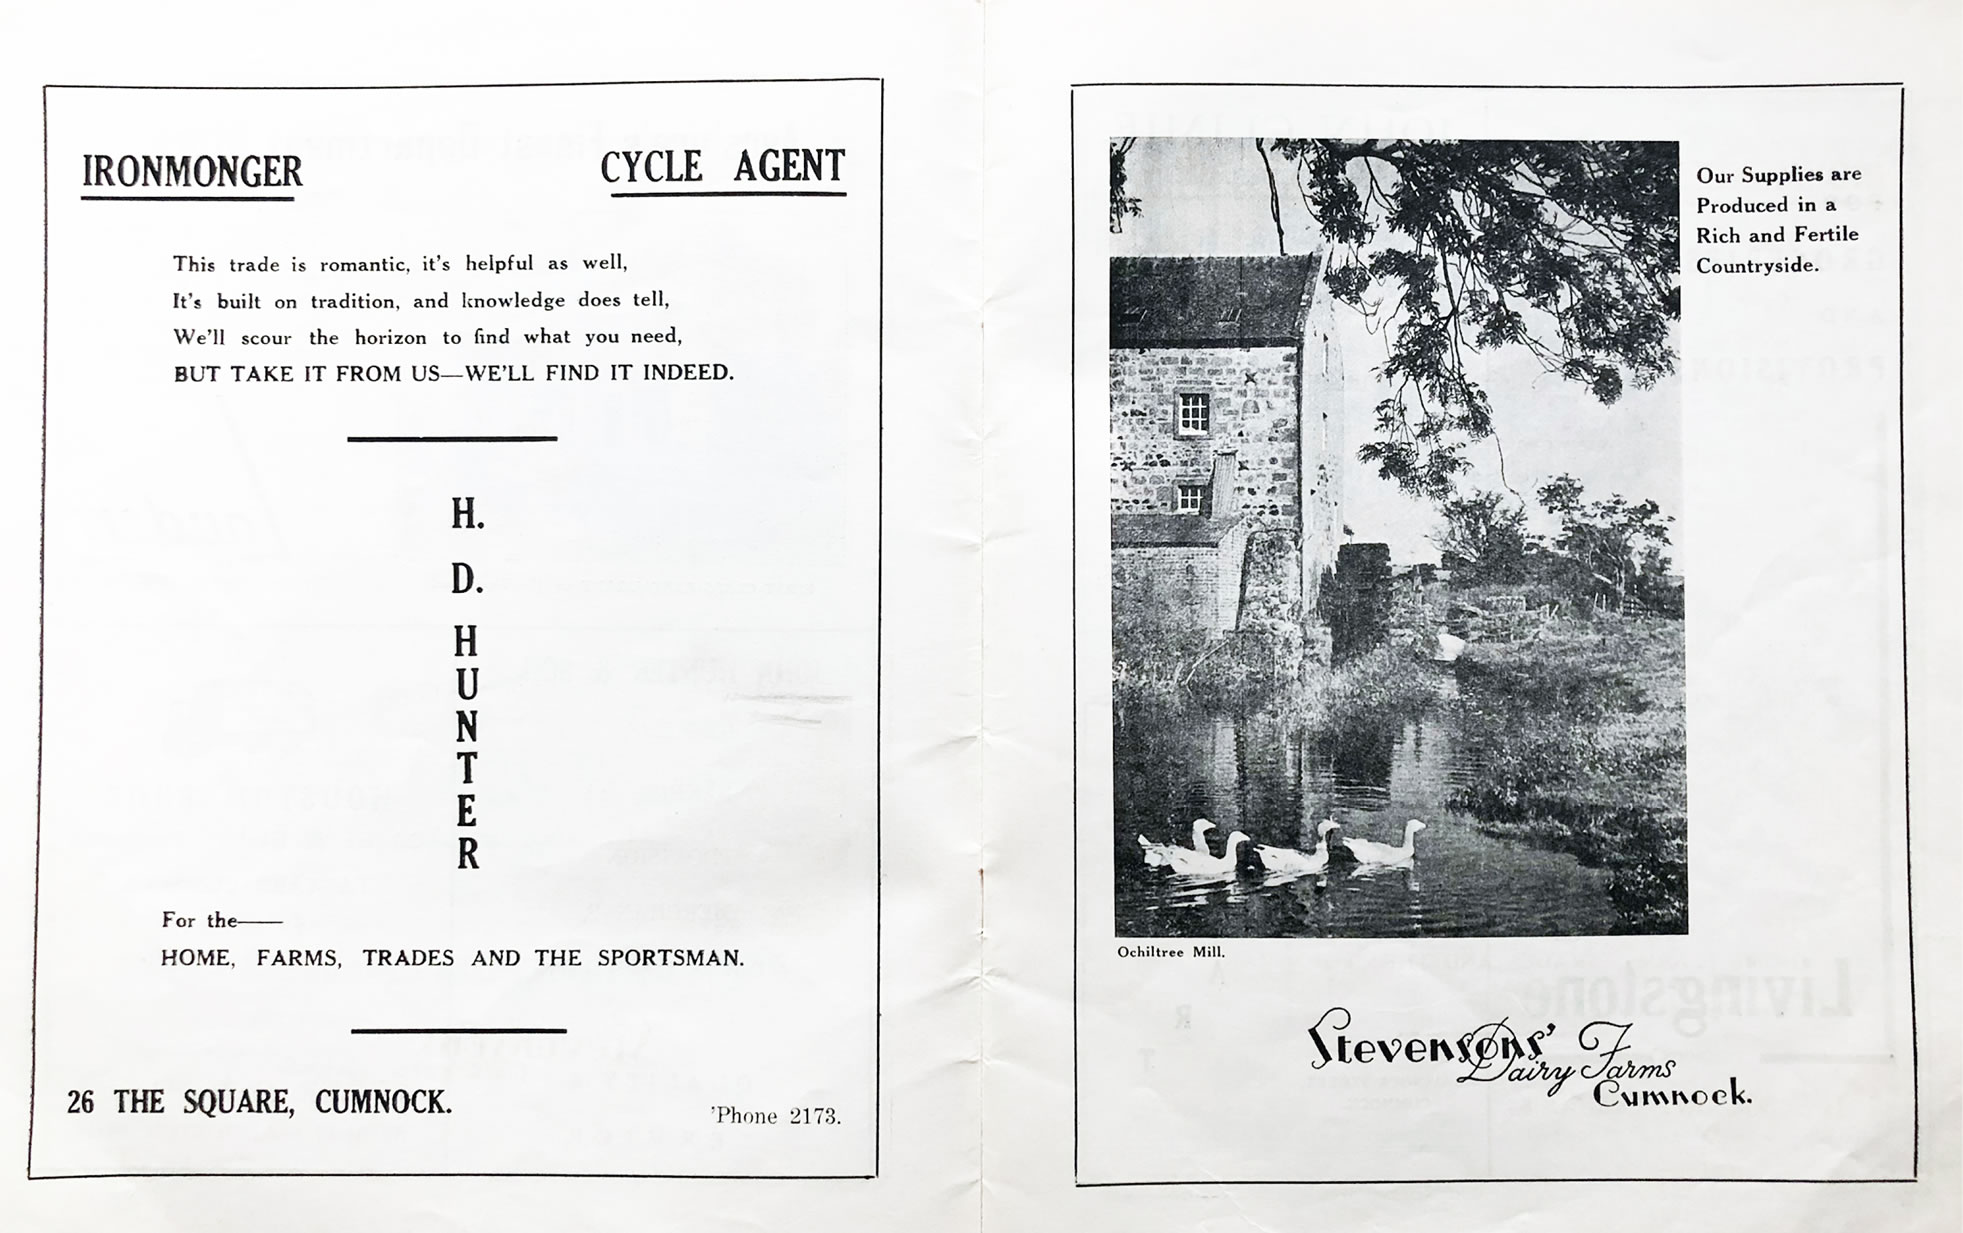 IRONMONGER CYCLE AGENT
This trade is romantic, it's helpful as well,
It's built on tradition, and knowledge does tell,
We'll scour the horizon to find what you need,
BUT TAKE IT FROM US—WE'LL FIND IT INDEED.
H.
D.
H
U
N
T
E
R
For the——
HOME, FARMS, TRADES AND THE SPORTSMAN.
26 THE SQUARE, CUMNOCK.
'Phone 2173.
Our Supplies are
Produced in a
Rich and Fertile
Countryside.
Ochiltree Mill.
Stevensons'
Dairy Farms
Cumnock.